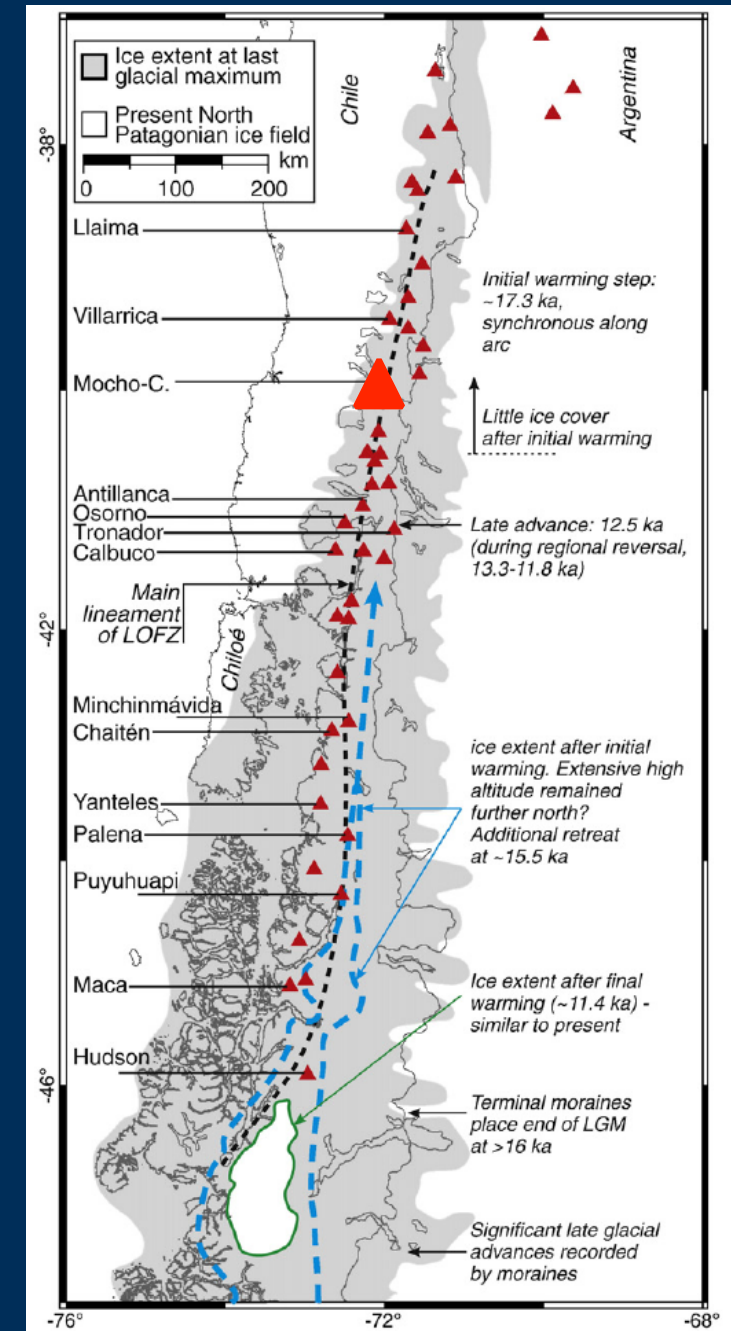 Ice extent at last
glacial maximum
Present North
Patagonian ice field
km
0 100 200
Chile
Argentina
-38°
Llaima
Villarrica
Mocho-C.
Initial warming step:
~17.3 ka,
synchronous along
arc
Little ice cover
after initial warming
Antillanca
Osorno
Tronador
Calbuco
Late advance: 12.5 ka
(during regional reversal,
13.3-11.8 ka)
Main
lineament
of LOFZ
-42°
Chiloé
Minchinmávida
Chaitén
Yanteles
Palena
Puyuhuapi
ice extent after initial
warming. Extensive high
altitude remained
further north?
Additional retreat
at ~15.5 ka
Maca
Ice extent after final
warming (~11.4 ka) -
similar to present
Hudson
-46°
Terminal moraines
place end of LGM
at >16 ka
Significant late glacial
advances recorded
by moraines
-76° -72° -68°